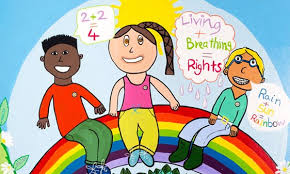 2+2
=
4
Living
+
Breathing
=
Rights
Rain
+
Sun
=
Rainbow